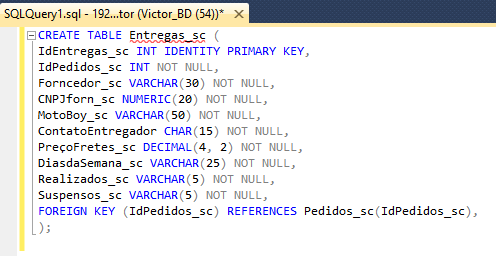 SQLQuery1.sql - 192...tor (Victor_BD (54))* ✕
CREATE TABLE Entregas_sc (
IdEntregas_sc INT IDENTITY PRIMARY KEY,
IdPedidos_sc INT NOT NULL,
Forncedor_sc VARCHAR(30) NOT NULL,
CNPJforn_sc NUMERIC(20) NOT NULL,
MotoBoy_sc VARCHAR(50) NOT NULL,
ContatoEntregador CHAR(15) NOT NULL,
PreçoFretes_sc DECIMAL(4, 2) NOT NULL,
DiasdaSemana_sc VARCHAR(25) NOT NULL,
Realizados_sc VARCHAR(5) NOT NULL,
Suspensos_sc VARCHAR(5) NOT NULL,
FOREIGN KEY (IdPedidos_sc) REFERENCES Pedidos_sc(IdPedidos_sc),
);